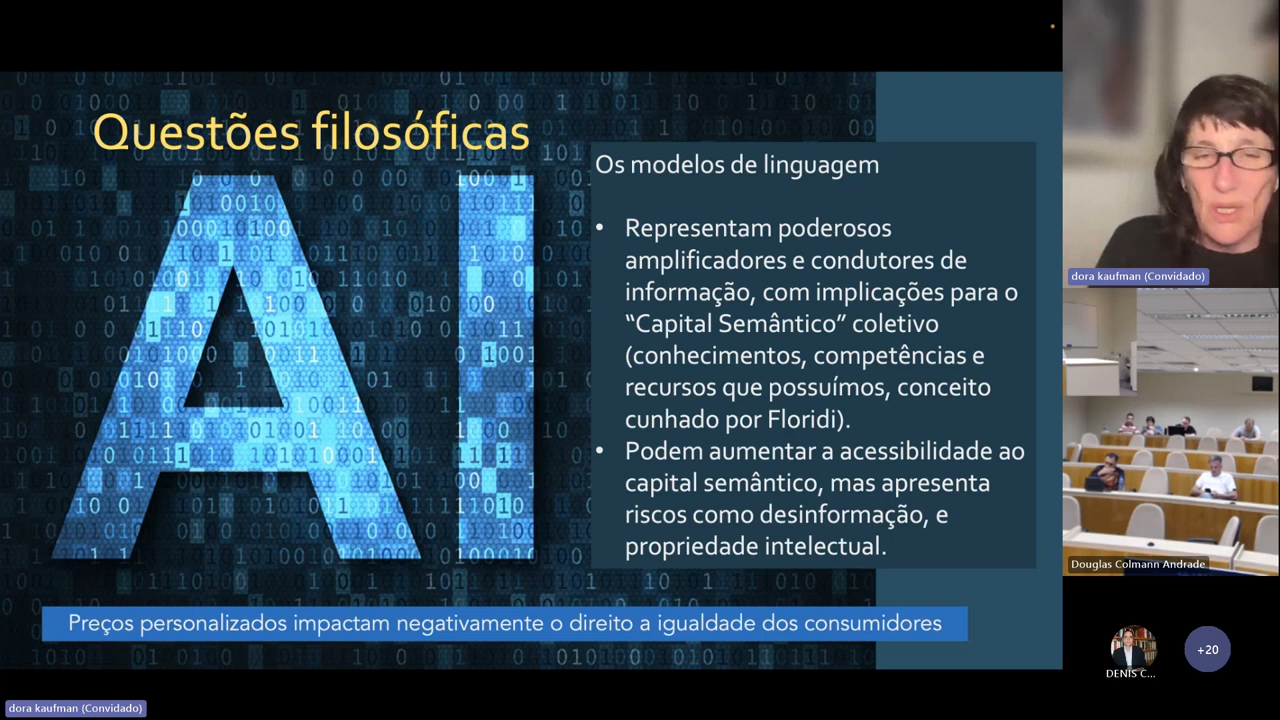 Questões filosóficas
Os modelos de linguagem
• Representam poderosos
amplificadores e condutores de
informação, com implicações para o
“Capital Semântico” coletivo
(conhecimentos, competências e
recursos que possuímos, conceito
cunhado por Floridi).
• Podem aumentar a acessibilidade ao
capital semântico, mas apresenta
riscos como desinformação, e
propriedade intelectual.
AI
Preços personalizados impactam negativamente o direito a igualdade dos consumidores
dora kaufman (Convidado)
dora kaufman (Convidado)
Douglas Colmann Andrade
DENIS C...
+20